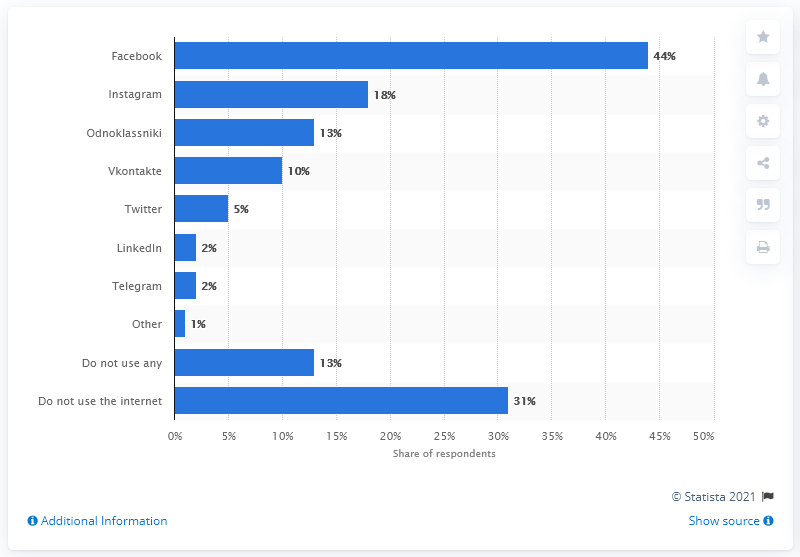 Facebook 44%
Instagram 18%
Odnoklassniki 13%
Vkontakte 10%
Twitter 5%
LinkedIn 2%
Telegram 2%
Other 1%
Do not use any 13%
Do not use the internet 31%
0% 5% 10% 15% 20% 25% 30% 35% 40% 45% 50%
Share of respondents
© Statista 2021
Additional Information Show source